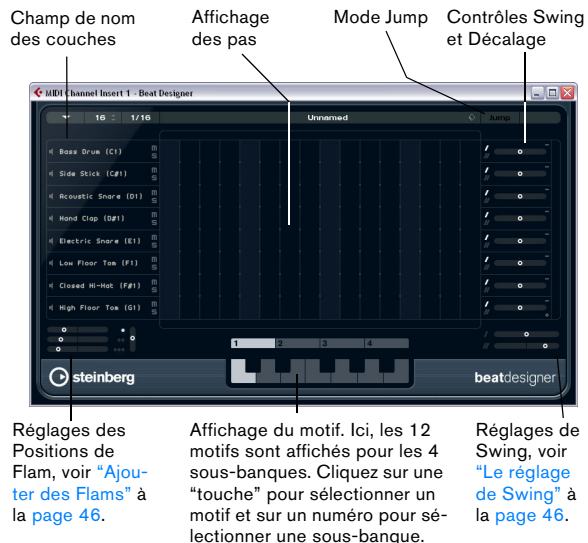 Champ de nom
des couches
Affichage
des pas
Mode Jump
Contrôles Swing
et Décalage
MIDI Channel Insert 1 - Beat Designer
16 1/16 Unnamed Jump
Bass Drum (C1) m s
Side Stick (C#1) m s
Acoustic Snare (D1) m s
Hand Clap (D#1) m s
Electric Snare (E1) m s
Low Floor Tom (F1) m s
Closed Hi-Hat (F#1) m s
High Floor Tom (G1) m s
1 2 3 4
steinberg
beatdesigner
Réglages des
Positions de
Flam, voir “Ajou-
ter des Flams” à
la page 46.
Affichage du motif. Ici, les 12
motifs sont affichés pour les 4
sous-banques. Cliquez sur une
“touche” pour sélectionner un
motif et sur un numéro pour sé-
lectionner une sous-banque.
Réglages de
Swing, voir
“Le réglage
de Swing” à
la page 46.